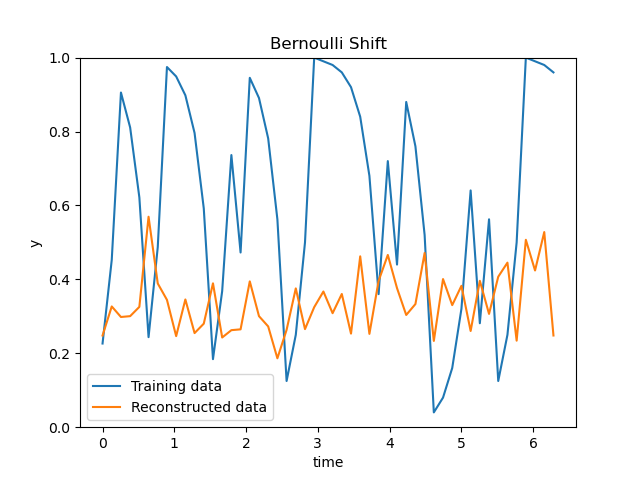 Bernoulli Shift
1.0
0.8
0.6
y
0.4
0.2
0.0
Training data
Reconstructed data
0 1 2 3 4 5 6
time